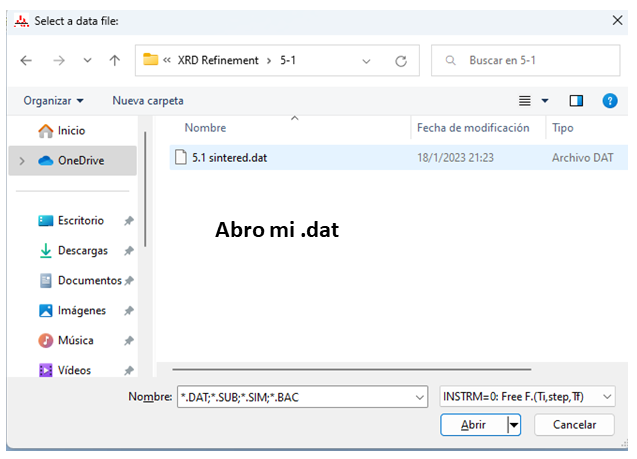 Select a data file:
« XRD Refinement > 5-1
Buscar en 5-1
Organizar
Nueva carpeta
Inicio
OneDrive
Escritorio
Descargas
Documentos
Imágenes
Música
Vídeos
Nombre Fecha de modificación Tipo
5.1 sintered.dat 18/1/2023 21:23 Archivo DAT
Abro mi .dat
Nombre: *.DAT;*.SUB;*.SIM;*.BAC INSTRM=0: Free F.(Ti,step,Tf)
Abrir Cancelar